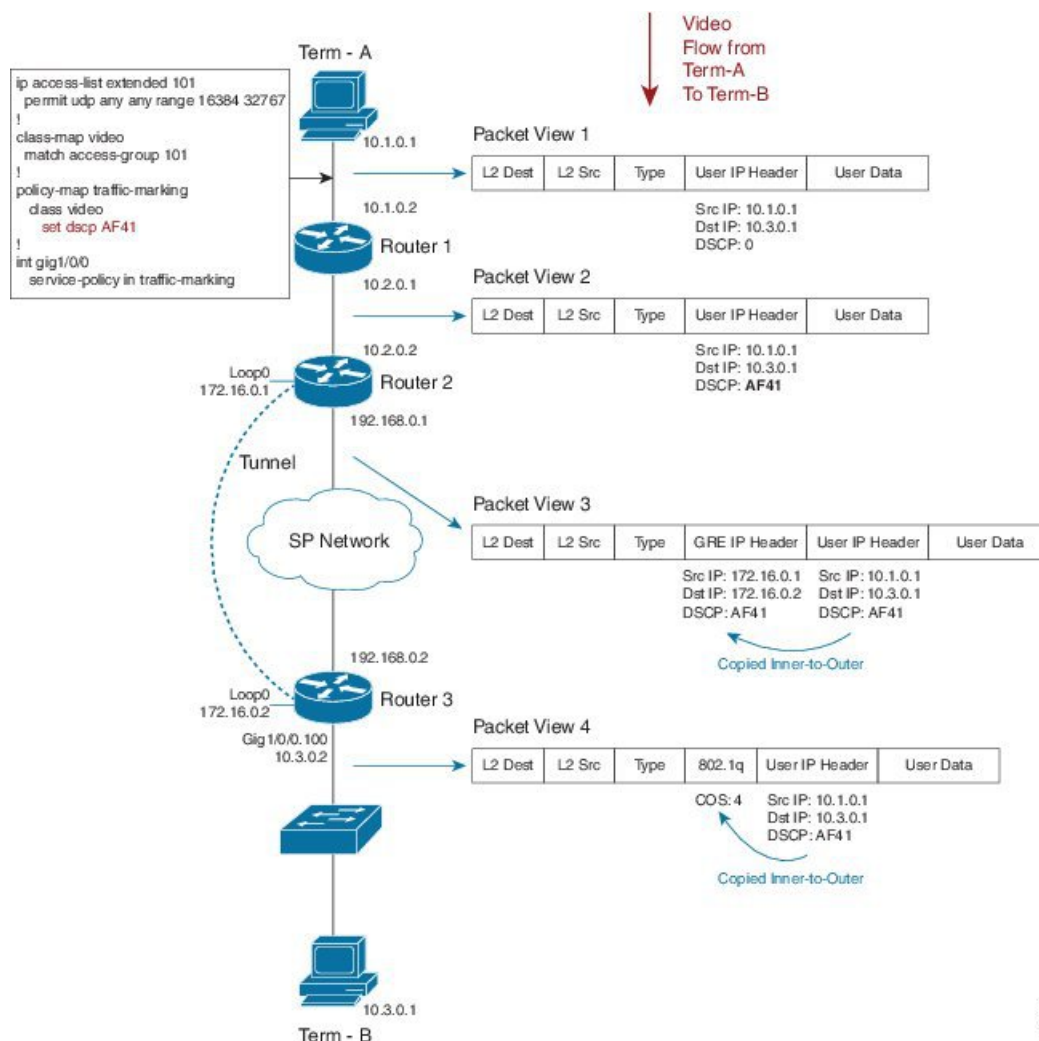 Video
Flow from
Term-A
To Term-B
Term - A
ip access-list extended 101
permit udp any any range 16384 32767
!
class-map video
match access-group 101
!
policy-map traffic-marking
class video
set dscp AF41
!
int gig1/0/0
service-policy in traffic-marking
10.1.0.1
Packet View 1
L2 Dest L2 Src Type User IP Header User Data
Src IP: 10.1.0.1
Dst IP: 10.3.0.1
DSCP: 0
10.1.0.2
Router 1
10.2.0.1
Packet View 2
L2 Dest L2 Src Type User IP Header User Data
Src IP: 10.1.0.1
Dst IP: 10.3.0.1
DSCP: AF41
10.2.0.2
Loop0
172.16.0.1
Router 2
192.168.0.1
Tunnel
SP Network
Packet View 3
L2 Dest L2 Src Type GRE IP Header User IP Header User Data
Src IP: 172.16.0.1 Src IP: 10.1.0.1
Dst IP: 172.16.0.2 Dst IP: 10.3.0.1
DSCP: AF41 DSCP: AF41
Copied Inner-to-Outer
192.168.0.2
Loop0
172.16.0.2
Router 3
Gig1/0/0.100
10.3.0.2
Packet View 4
L2 Dest L2 Src Type 802.1q User IP Header User Data
COS: 4 Src IP: 10.1.0.1
Dst IP: 10.3.0.1
DSCP: AF41
Copied Inner-to-Outer
10.3.0.1
Term - B